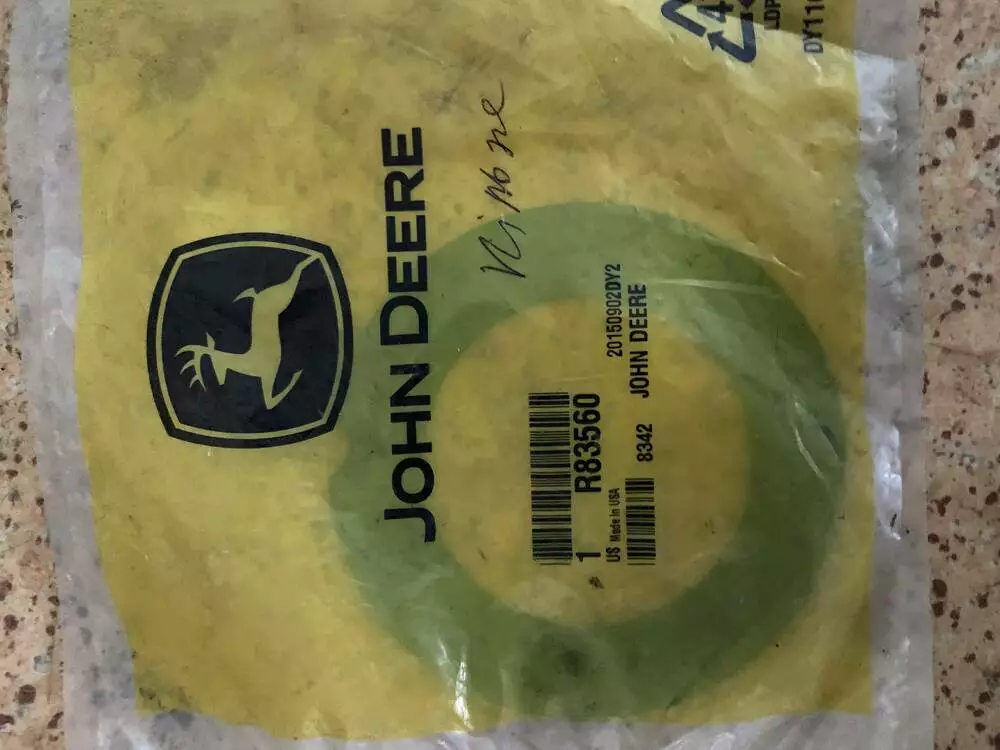 JOHN DEERE
R83560
1
20150902DY2
US Made In USA
8342 JOHN DEERE